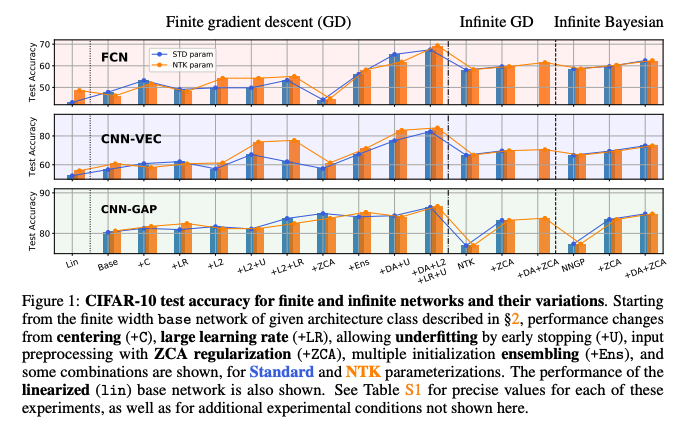 Finite gradient descent (GD) Infinite GD Infinite Bayesian
70
60
50
Test Accuracy
FCN
STD param
NTK param
80
60
Test Accuracy
CNN-VEC
90
80
Test Accuracy
CNN-GAP
Lin Base +C +LR +L2 +L2+U +L2+LR +ZCA +Ens +DA+U +DA+L2 +LR+U NTK +ZCA +DA+ZCA NNGP +ZCA +DA+ZCA
Figure 1: CIFAR-10 test accuracy for finite and infinite networks and their variations. Starting
from the finite width base network of given architecture class described in §2, performance changes
from centering (+C), large learning rate (+LR), allowing underfitting by early stopping (+U), input
preprocessing with ZCA regularization (+ZCA), multiple initialization ensembling (+Ens), and
some combinations are shown, for Standard and NTK parameterizations. The performance of the
linearized (lin) base network is also shown. See Table S1 for precise values for each of these
experiments, as well as for additional experimental conditions not shown here.